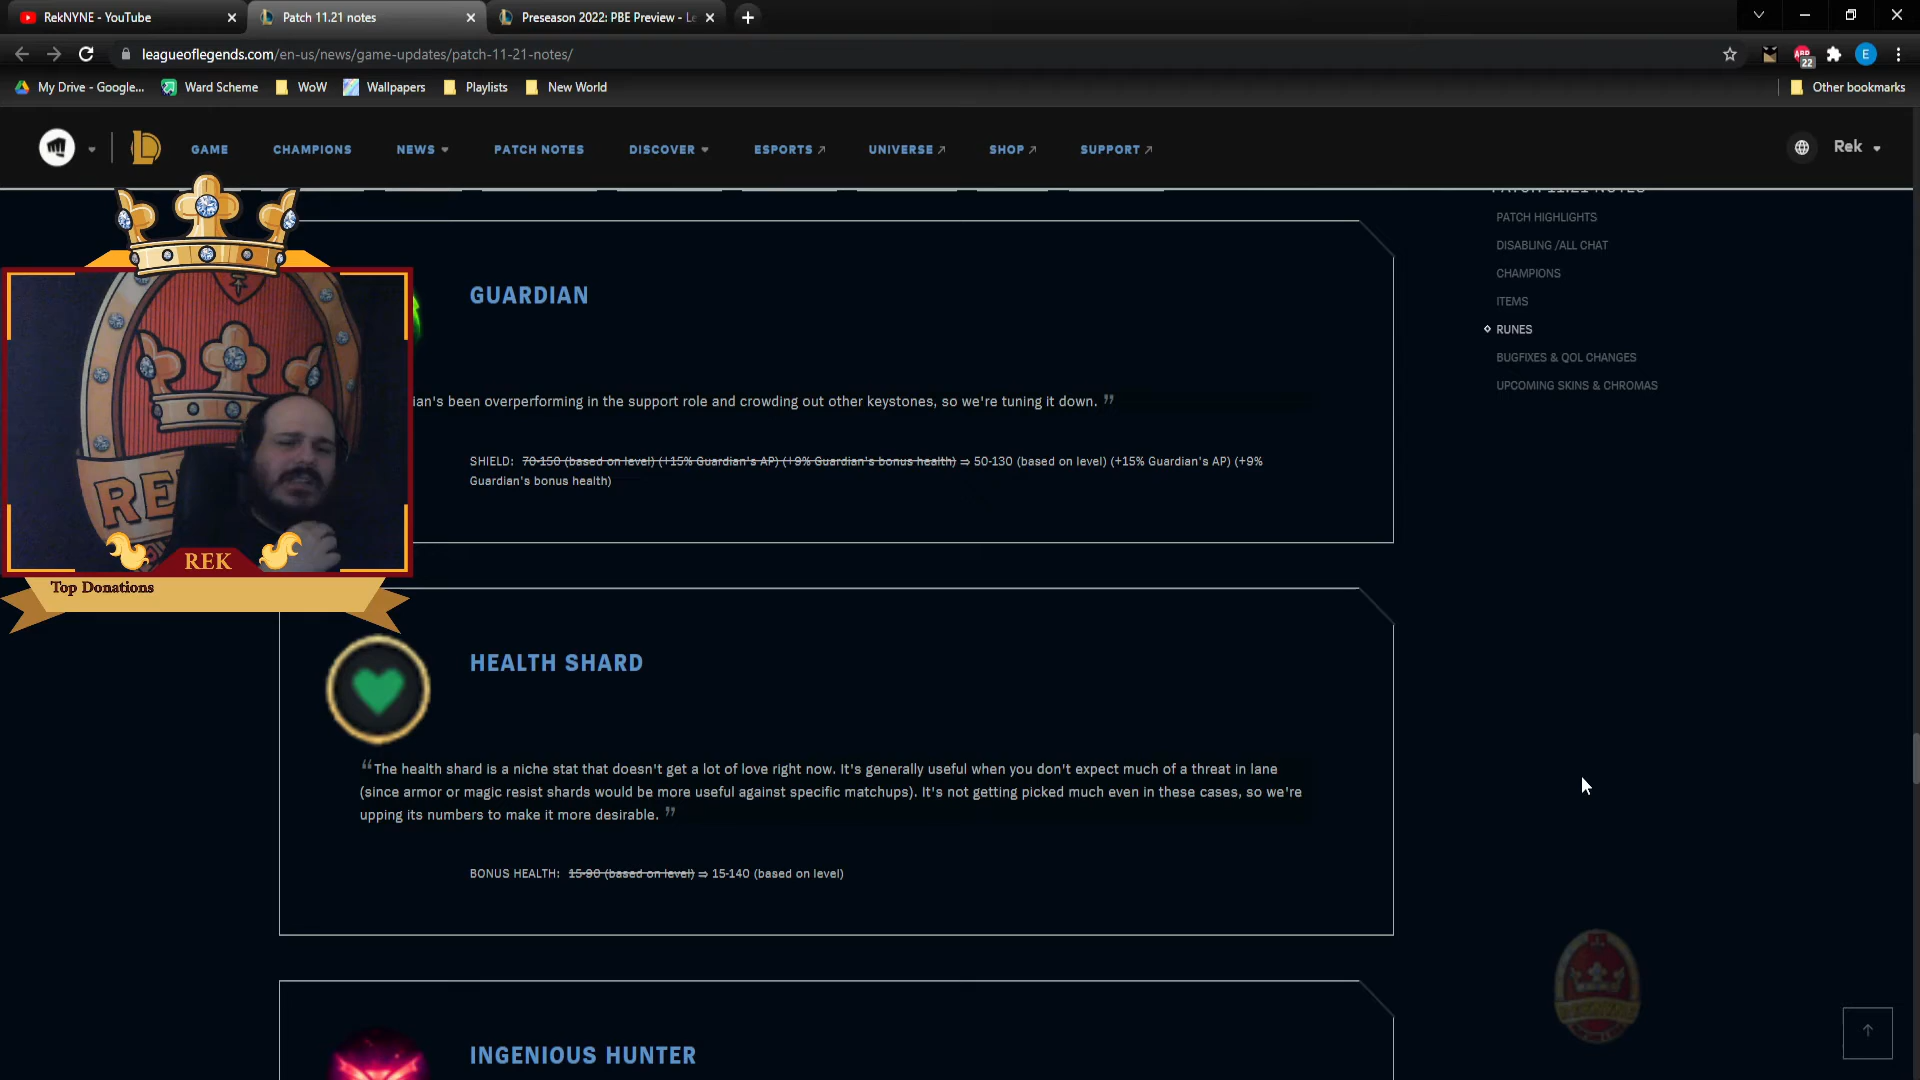 RekNYNE - YouTube
Patch 11.21 notes
Preseason 2022: PBE Preview - Le
leagueoflegends.com/en-us/news/game-updates/patch-11-21-notes/
ABP
22
E
My Drive - Google...
Ward Scheme
WoW
Wallpapers
Playlists
New World
Other bookmarks
GAME
CHAMPIONS
NEWS
PATCH NOTES
DISCOVER
ESPORTS
UNIVERSE
SHOP
SUPPORT
Rek
PATCH 11.21 NOTES
PATCH HIGHLIGHTS
DISABLING /ALL CHAT
CHAMPIONS
ITEMS
RUNES
BUGFIXES & QOL CHANGES
UPCOMING SKINS & CHROMAS
GUARDIAN
ian's been overperforming in the support role and crowding out other keystones, so we're tuning it down. ”
SHIELD: 70-150 (based on level) (+15% Guardian's AP) (+9% Guardian's bonus health) ⇒ 50-130 (based on level) (+15% Guardian's AP) (+9%
Guardian's bonus health)
RE
REK
Top Donations
HEALTH SHARD
“The health shard is a niche stat that doesn't get a lot of love right now. It's generally useful when you don't expect much of a threat in lane
(since armor or magic resist shards would be more useful against specific matchups). It's not getting picked much even in these cases, so we're
upping its numbers to make it more desirable. ”
BONUS HEALTH: 15-90 (based on level) ⇒ 15-140 (based on level)
INGENIOUS HUNTER